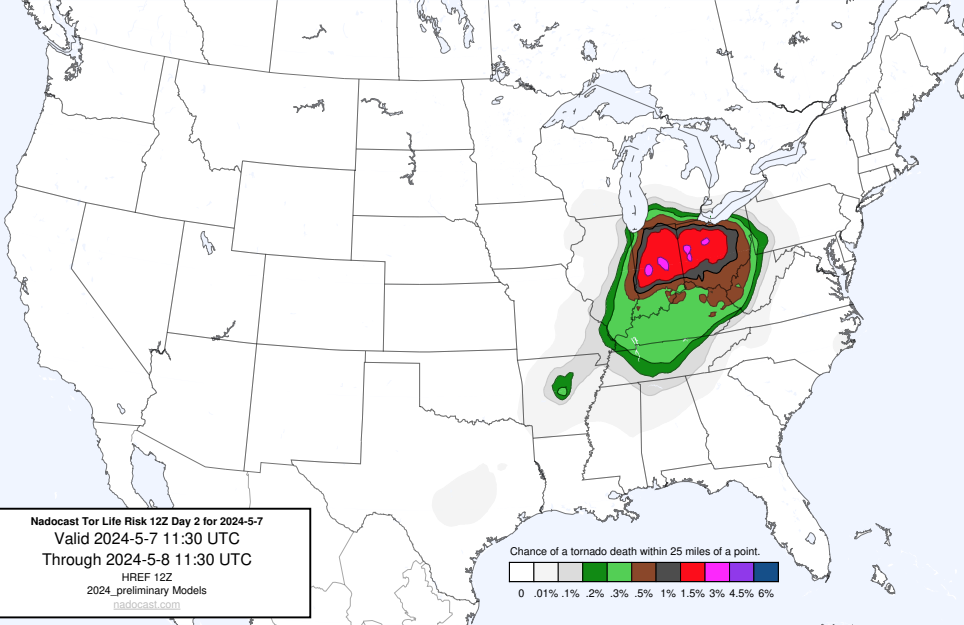 Nadocast Tor Life Risk 12Z Day 2 for 2024-5-7
Valid 2024-5-7 11:30 UTC
Through 2024-5-8 11:30 UTC
HREF 12Z
2024_preliminary Models
nadocast.com
Chance of a tornado death within 25 miles of a point.
0 .01% .1% .2% .3% .5% 1% 1.5% 3% 4.5% 6%